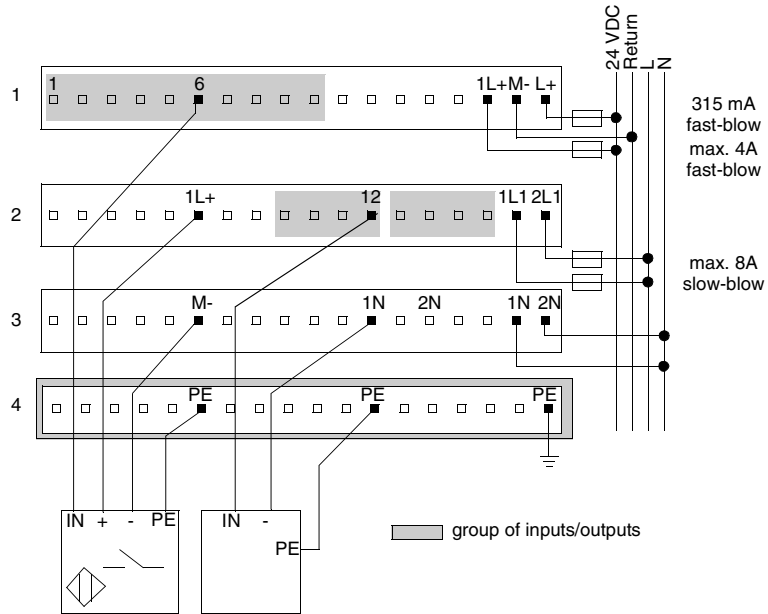 24 VDC
Return
L
N
1 1 6 1L+ M- L+
315 mA
fast-blow
max. 4A
fast-blow
2 1L+ 12 1L1 2L1
max. 8A
slow-blow
3 M- 1N 2N 1N 2N
4 PE PE PE
IN + - PE
IN -
PE
group of inputs/outputs